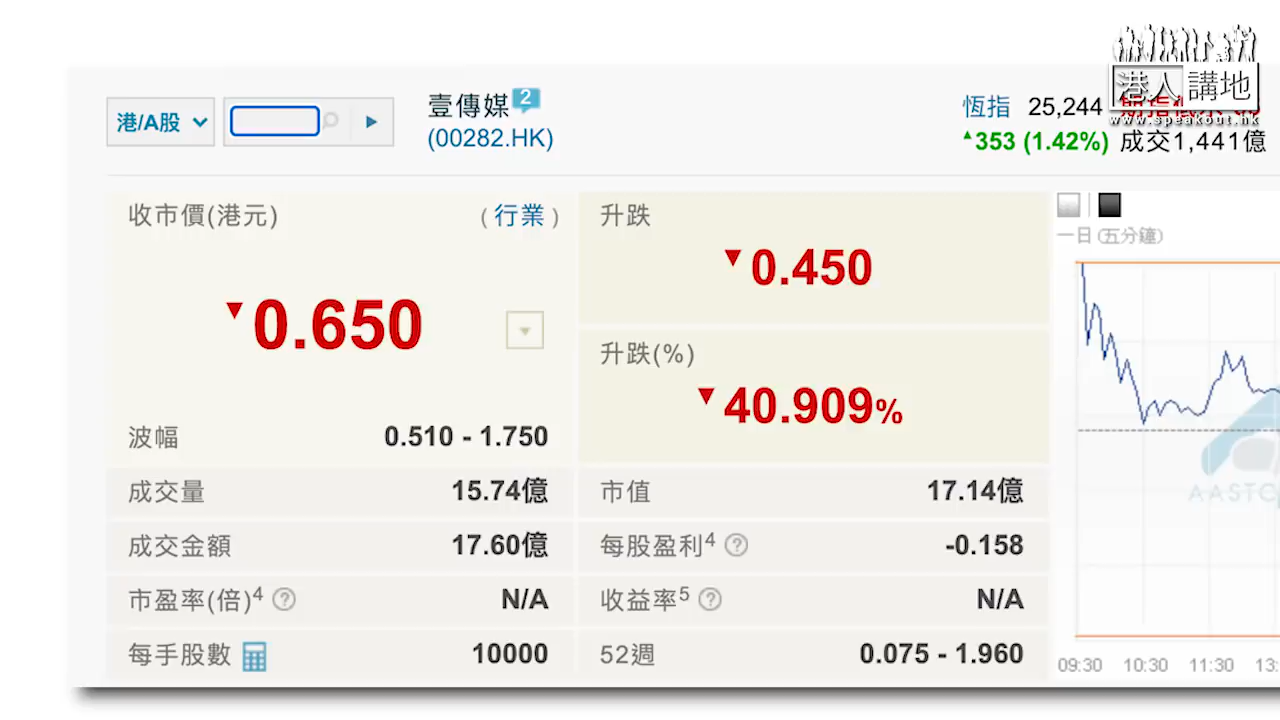 港人講地
www.speakout.hk
港/A股
壹傳媒 2
(00282.HK)
恆指 25,244
353 (1.42%) 成交1,441億
收市價(港元) (行業)
▼0.650
波幅 0.510 - 1.750
升跌
▼0.450
升跌(%)
▼40.909%
成交量 15.74億 市值 17.14億
成交金額 17.60億 每股盈利4 ? -0.158
市盈率(倍)4 ? N/A 收益率5 ? N/A
每手股數 10000 52週 0.075 - 1.960
一日 (五分鐘)
AASTO
09:30 10:30 11:30 13: